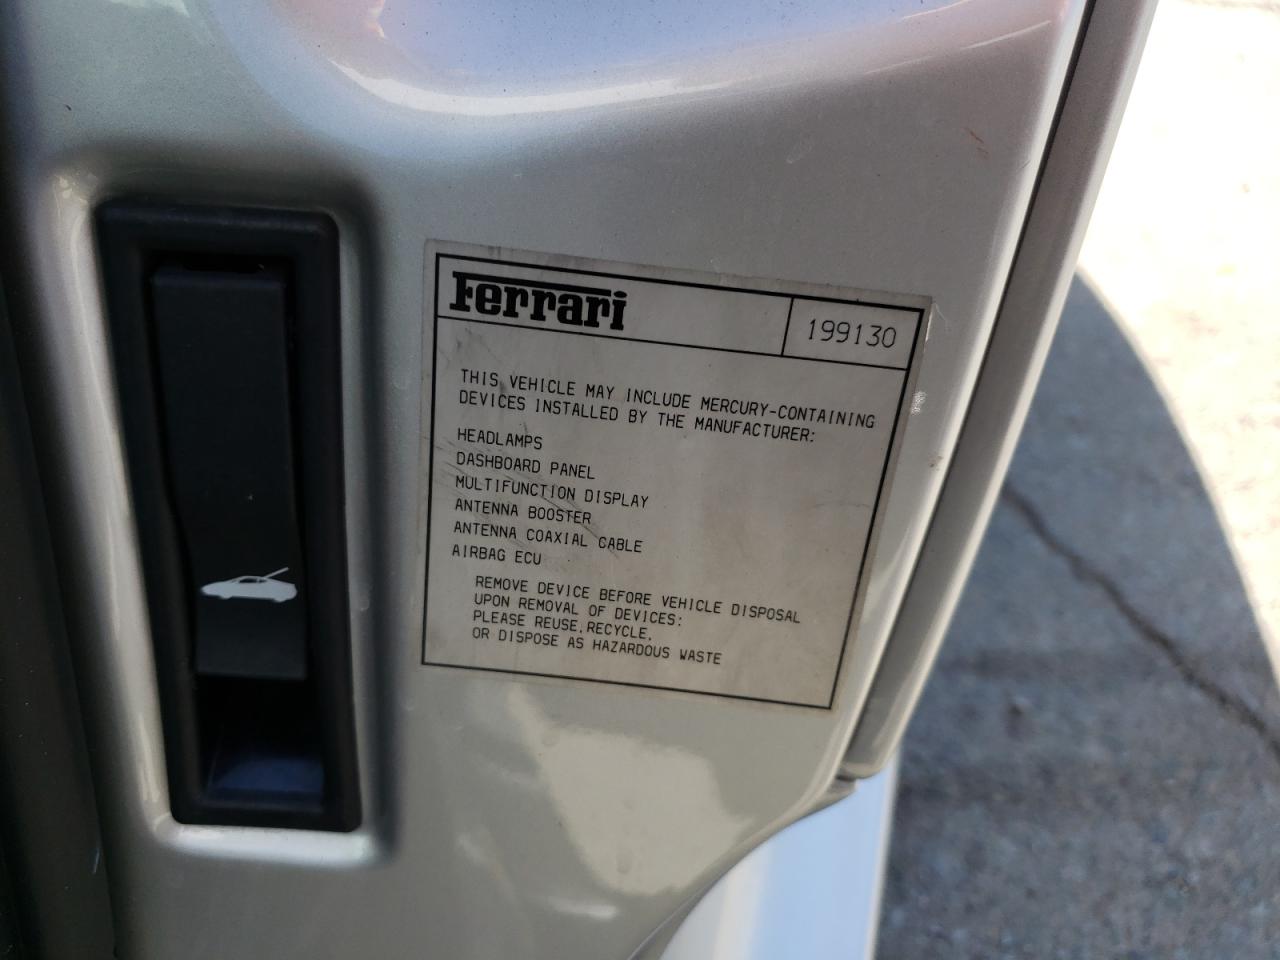 Ferrari
199130
THIS VEHICLE MAY INCLUDE MERCURY-CONTAINING
DEVICES INSTALLED BY THE MANUFACTURER:
HEADLAMPS
DASHBOARD PANEL
MULTIFUNCTION DISPLAY
ANTENNA BOOSTER
ANTENNA COAXIAL CABLE
AIRBAG ECU
REMOVE DEVICE BEFORE VEHICLE DISPOSAL
UPON REMOVAL OF DEVICES:
PLEASE REUSE,RECYCLE,
OR DISPOSE AS HAZARDOUS WASTE